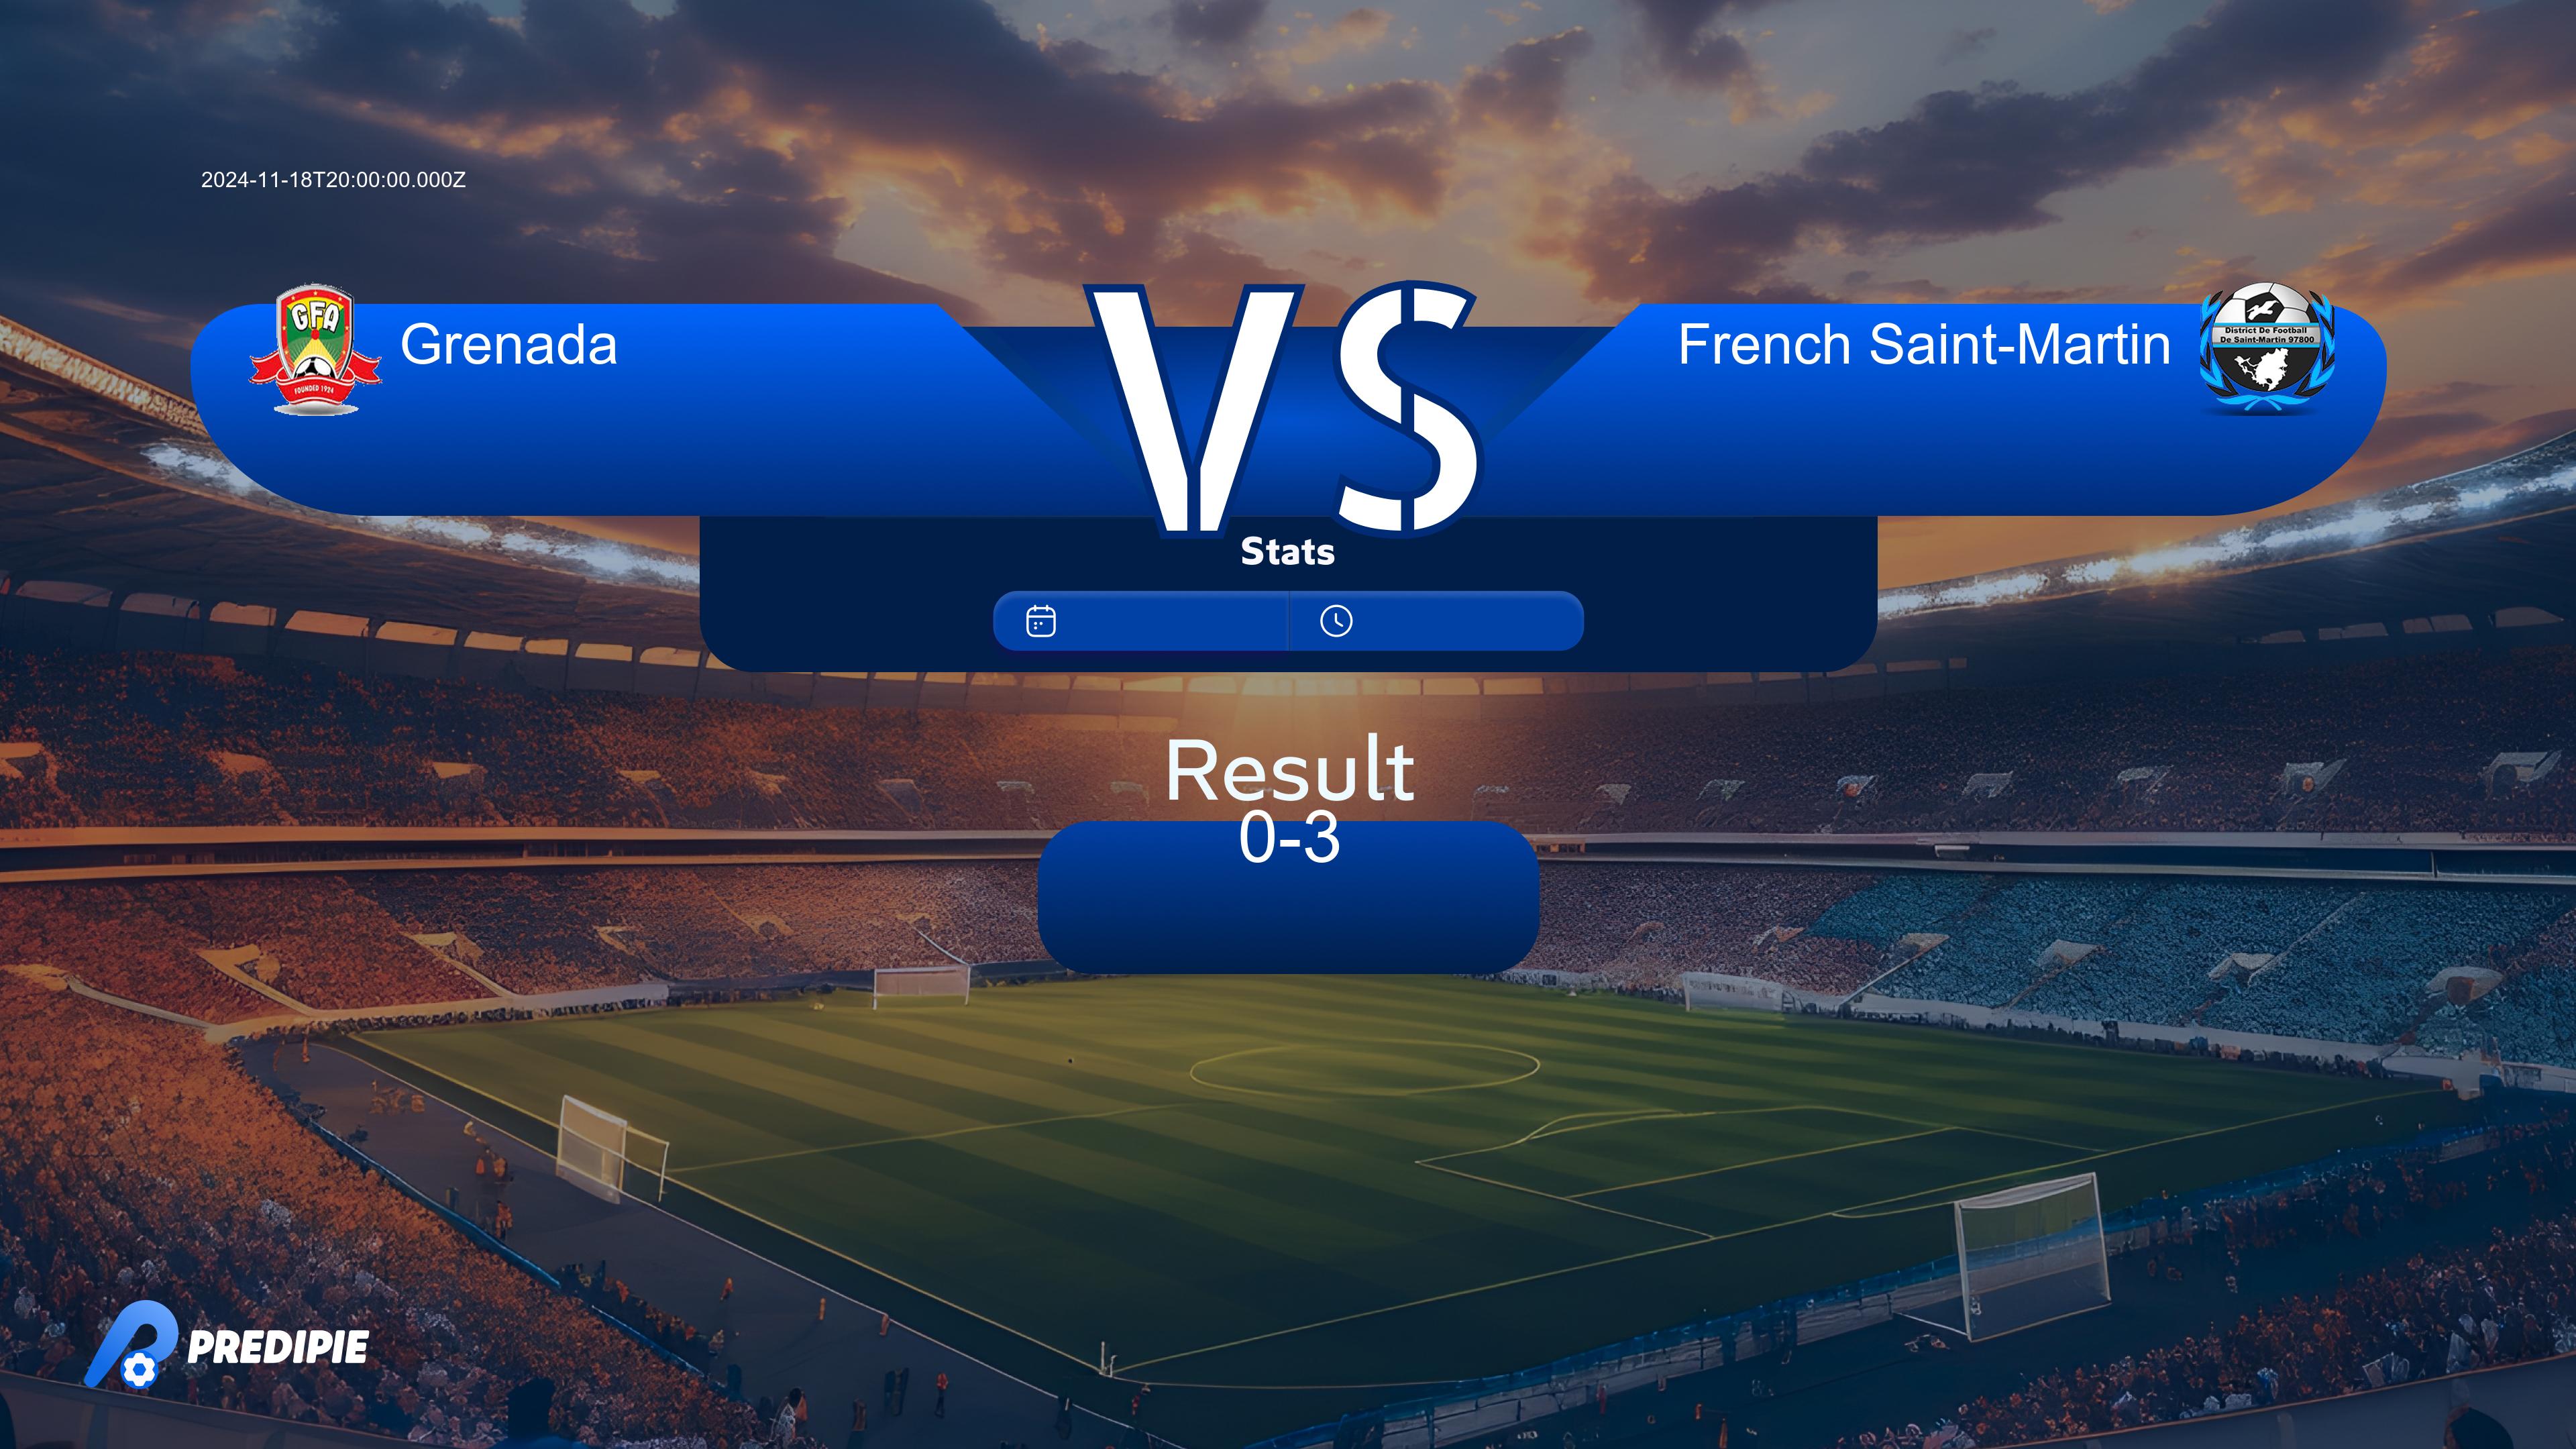 2024-11-18T20:00:00.000Z
GFA
FOUNDED 1924
Grenada
VS
French Saint-Martin
District De Football
De Saint-Martin 97800
Stats
Result
0-3
PREDIPIE